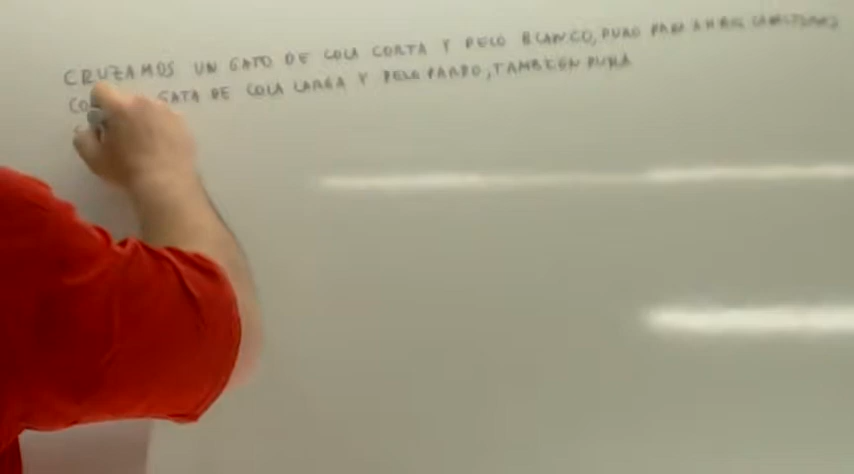 CRUZAMOS UN GATO DE COLA CORTA Y PELO BLANCO, PURO PARA AMBOS CARACTERES
GATA DE COLA LARGA Y PELO PARDO, TAMBIEN PURA